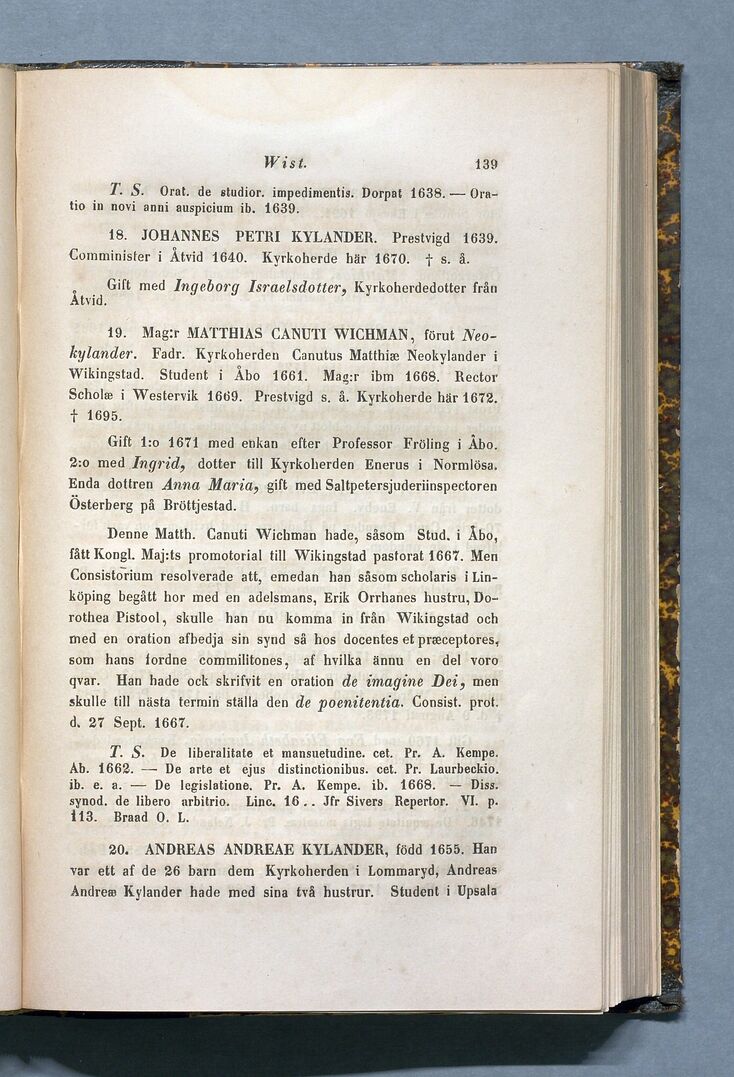 Wist. 139
T. S. Orat. de studior. impedimentis. Dorpat 1638. — Ora-
tio in novi anni auspicium ib. 1639.
18. JOHANNES PETRI KYLANDER. Prestvigd 1639.
Comminister i Åtvid 1640. Kyrkoherde här 1670. † s. å.
Gift med Ingeborg Israelsdotter, Kyrkoherdedotter från
Åtvid.
19. Mag:r MATTHIAS CANUTI WICHMAN, förut Neo-
kylander. Fadr. Kyrkoherden Canutus Matthiæ Neokylander i
Wikingstad. Student i Åbo 1661. Mag:r ibm 1668. Rector
Scholæ i Westervik 1669. Prestvigd s. å. Kyrkoherde här 1672.
† 1695.
Gift 1:o 1671 med enkan efter Professor Fröling i Åbo.
2:o med Ingrid, dotter till Kyrkoherden Enerus i Normlösa.
Enda dottren Anna Maria, gift med Saltpetersjuderiinspectoren
Österberg på Bröttjestad.
Denne Matth. Canuti Wichman hade, såsom Stud. i Åbo,
fått Kongl. Maj:ts promotorial till Wikingstad pastorat 1667. Men
Consistorium resolverade att, emedan han såsom scholaris i Lin-
köping begått hor med en adelsmans, Erik Orrhanes hustru, Do-
rothea Pistool, skulle han nu komma in från Wikingstad och
med en oration afbedja sin synd så hos docentes et præceptores,
som hans fordne commilitones, af hvilka ännu en del voro
qvar. Han hade ock skrifvit en oration de imagine Dei, men
skulle till nästa termin ställa den de poenitentia. Consist. prot.
d. 27 Sept. 1667.
T. S. De liberalitate et mansuetudine. cet. Pr. A. Kempe.
Ab. 1662. — De arte et ejus distinctionibus. cet. Pr. Laurbeckio.
ib. e. a. — De legislatione. Pr. A. Kempe. ib. 1668. — Diss.
synod. de libero arbitrio. Linc. 16 . . Jfr Sivers Repertor. VI. p.
113. Braad O. L.
20. ANDREAS ANDREAE KYLANDER, född 1655. Han
var ett af de 26 barn dem Kyrkoherden i Lommaryd, Andreas
Andreæ Kylander hade med sina två hustrur. Student i Upsala